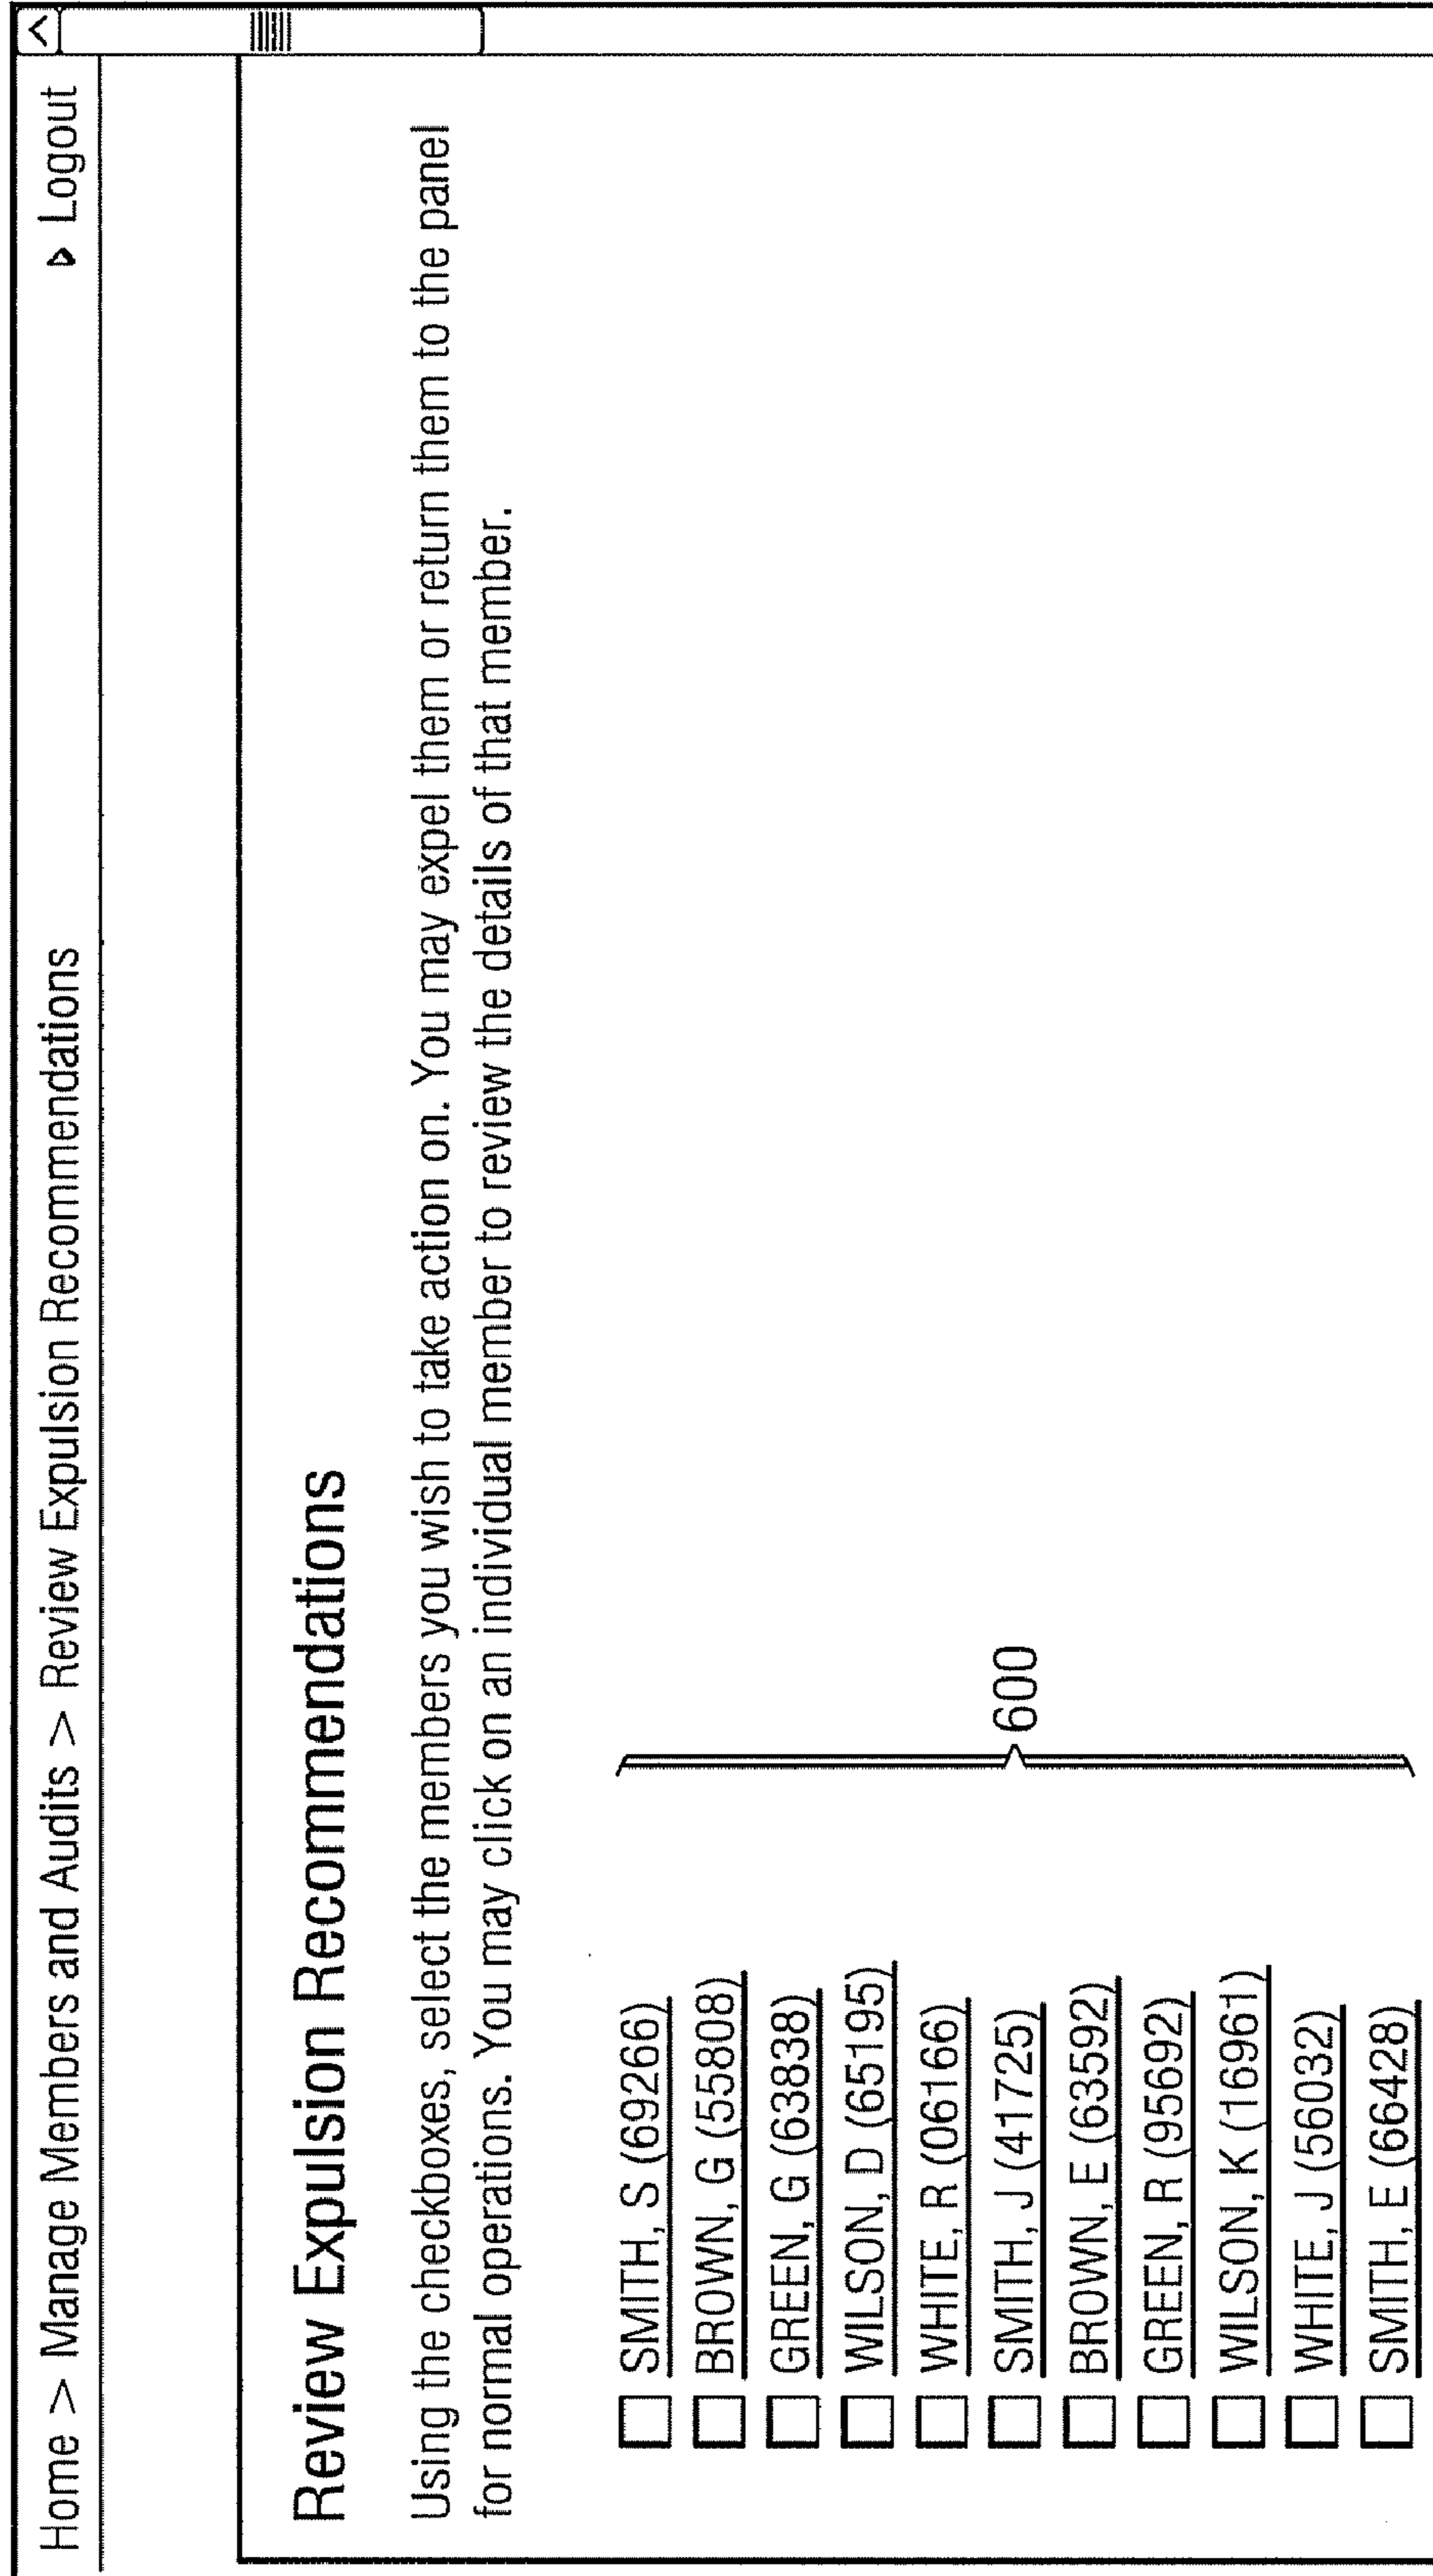 Home > Manage Members and Audits > Review Expulsion Recommendations
Logout
Review Expulsion Recommendations
Using the checkboxes, select the members you wish to take action on. You may expel them or return them to the panel
for normal operations. You may click on an individual member to review the details of that member.
SMITH, S (69266)
BROWN, G (55808)
GREEN, G (63838)
WILSON, D (65195)
WHITE, R (06166)
SMITH, J (41725)
BROWN, E (63592)
GREEN, R (95692)
WILSON, K (16961)
WHITE, J (56032)
SMITH, E (66428)
600